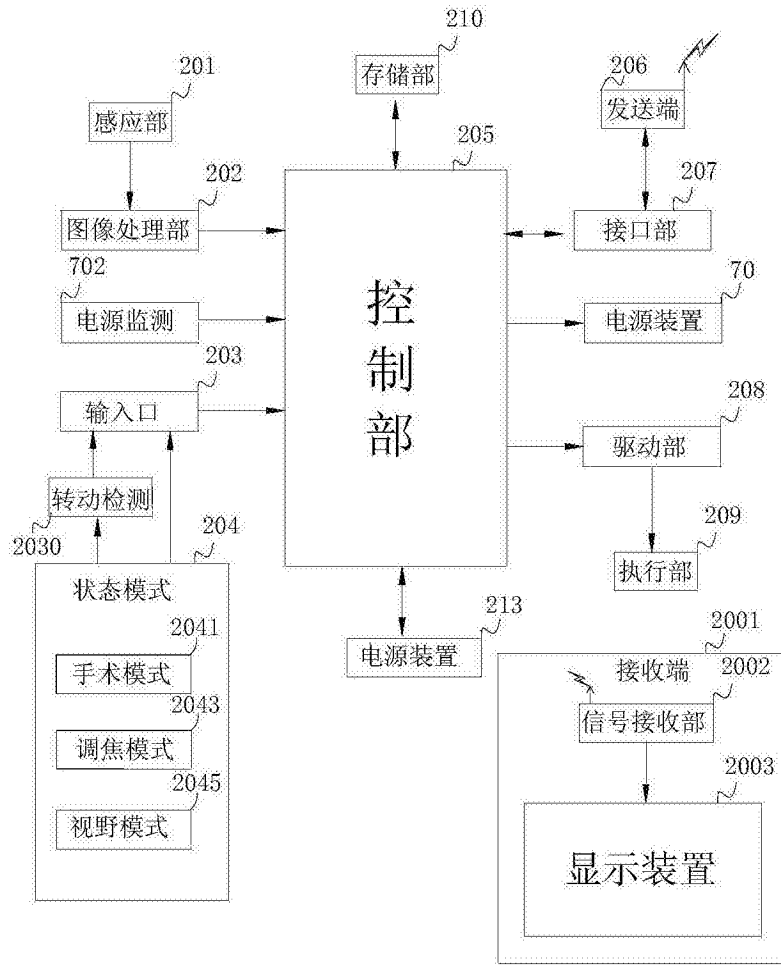 210
存储部
201
感应部
206
发送端
205
207
接口部
202
图像处理部
702
电源监测
70
电源装置
控制部
203
输入口
208
驱动部
转动检测
2030
204
209
执行部
状态模式
2041
手术模式
2043
调焦模式
2045
视野模式
213
电源装置
2001
接收端
2002
信号接收部
2003
显示装置